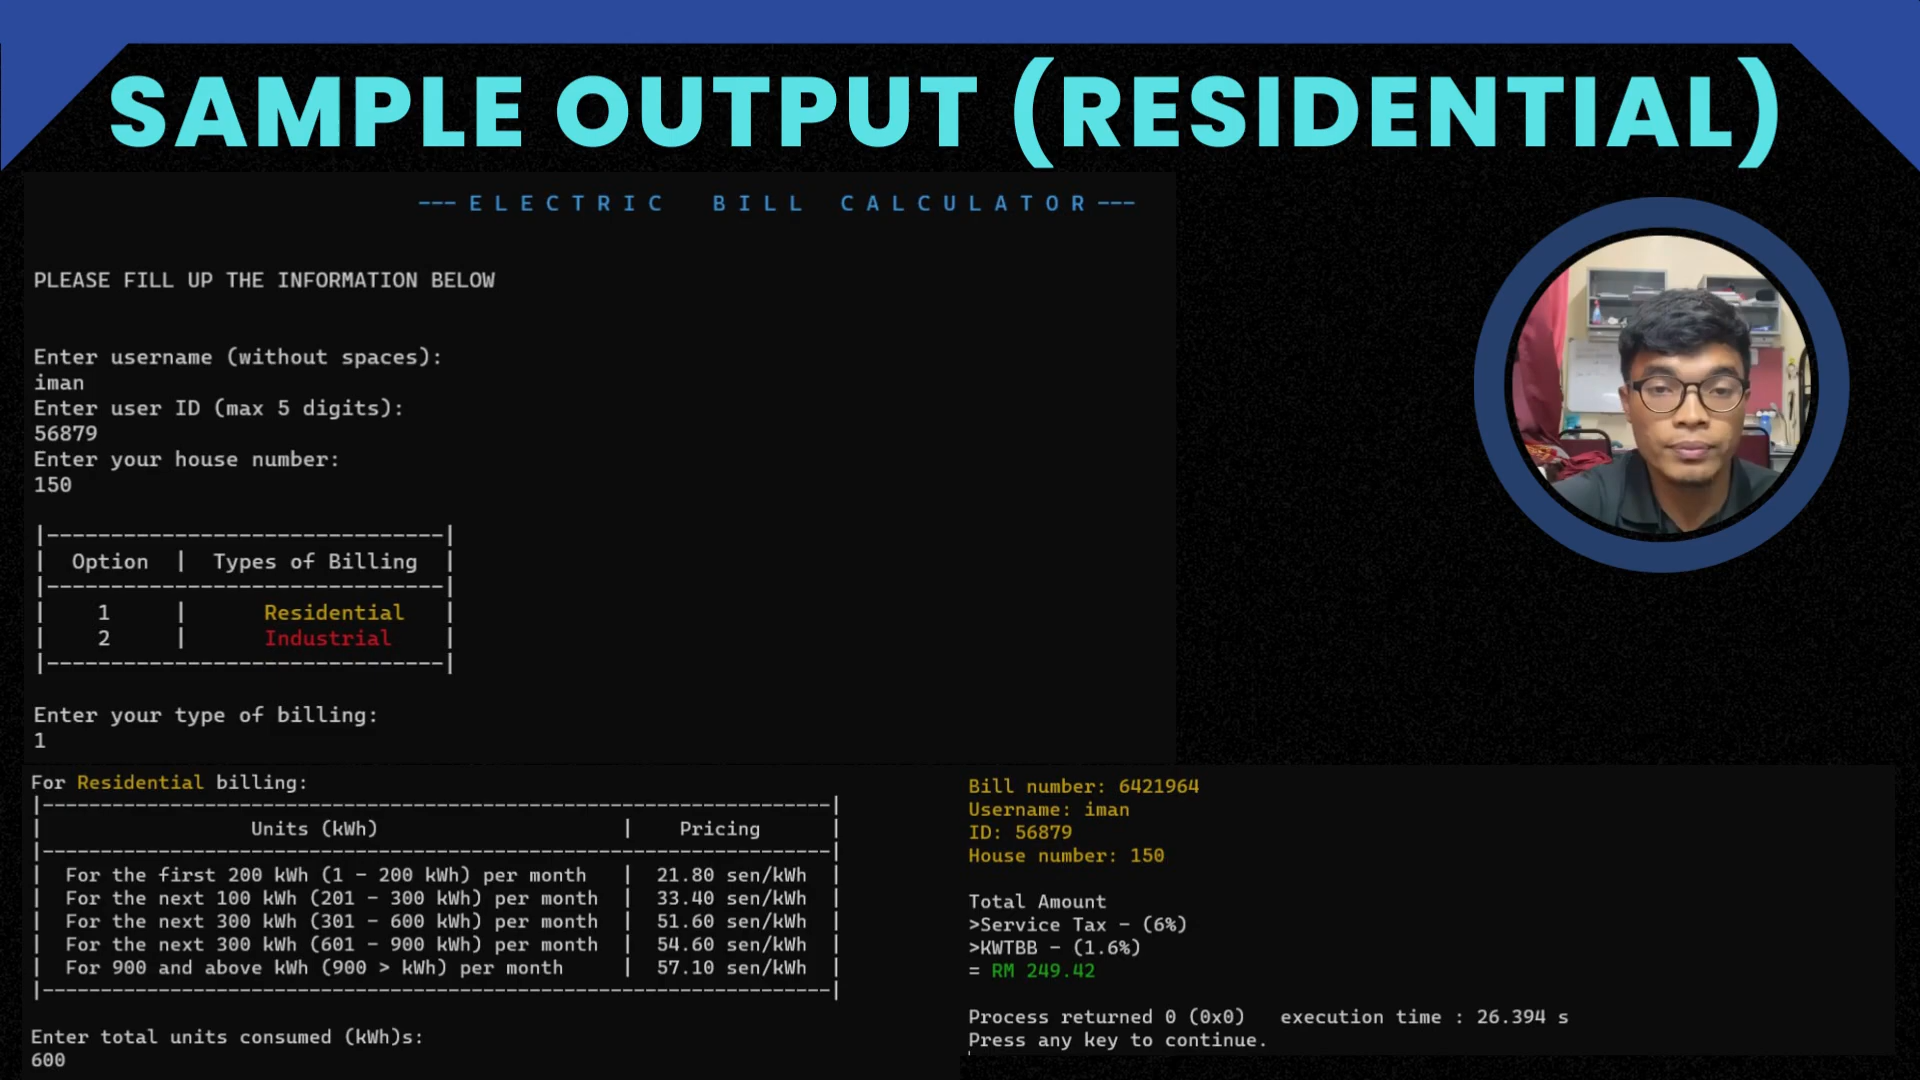 SAMPLE OUTPUT (RESIDENTIAL)
---ELECTRIC BILL CALCULATOR---
PLEASE FILL UP THE INFORMATION BELOW
Enter username (without spaces):
iman
Enter user ID (max 5 digits):
56879
Enter your house number:
150
|-------------------------------|
| Option | Types of Billing |
|-------------------------------|
| 1 | Residential |
| 2 | Industrial |
|-------------------------------|
Enter your type of billing:
1
For Residential billing:
|--------------------------------------------------------------------|
| Units (kWh) | Pricing |
|--------------------------------------------------------------------|
| For the first 200 kWh (1 - 200 kWh) per month | 21.80 sen/kWh |
| For the next 100 kWh (201 - 300 kWh) per month | 33.40 sen/kWh |
| For the next 300 kWh (301 - 600 kWh) per month | 51.60 sen/kWh |
| For the next 300 kWh (601 - 900 kWh) per month | 54.60 sen/kWh |
| For 900 and above kWh (900 > kWh) per month | 57.10 sen/kWh |
|--------------------------------------------------------------------|
Enter total units consumed (kWh)s:
600
Bill number: 6421964
Username: iman
ID: 56879
House number: 150
Total Amount
>Service Tax - (6%)
>KWTBB - (1.6%)
= RM 249.42
Process returned 0 (0x0) execution time : 26.394 s
Press any key to continue.